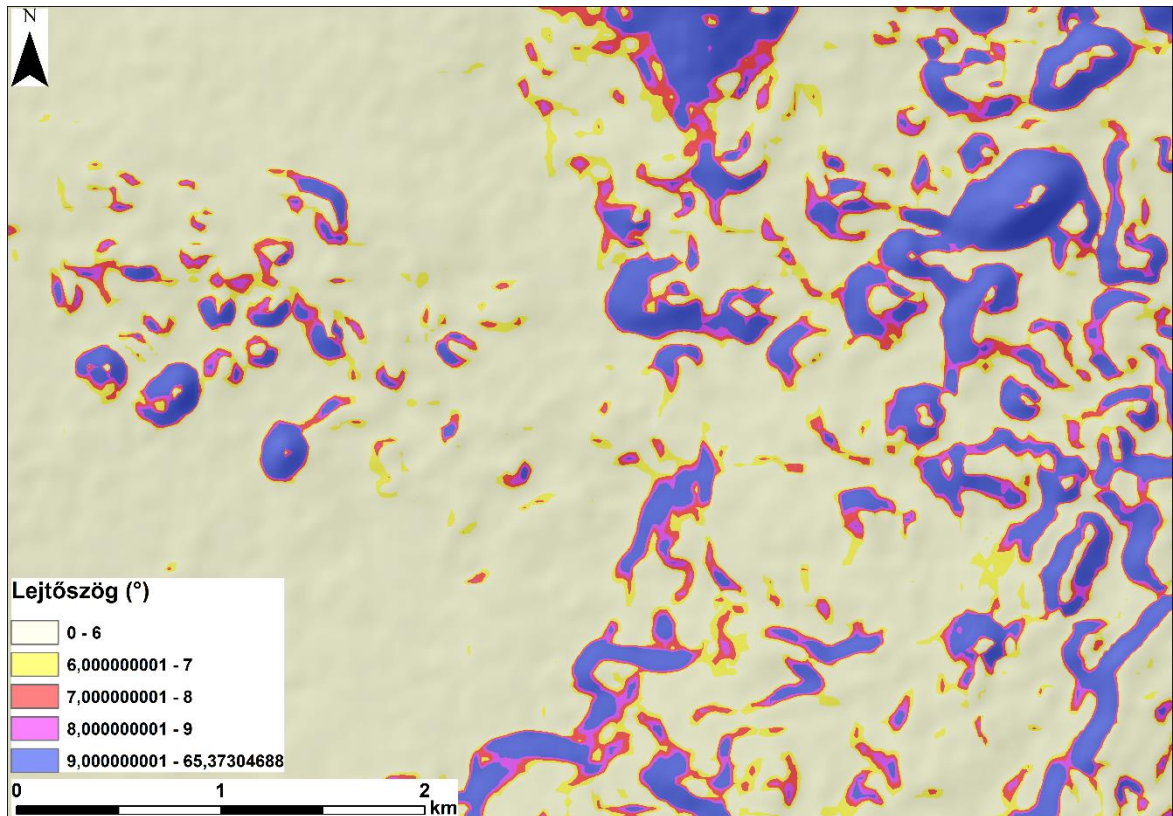 N
Lejtőszög (°)
0 - 6
6,000000001 - 7
7,000000001 - 8
8,000000001 - 9
9,000000001 - 65,37304688
0 1 2
km